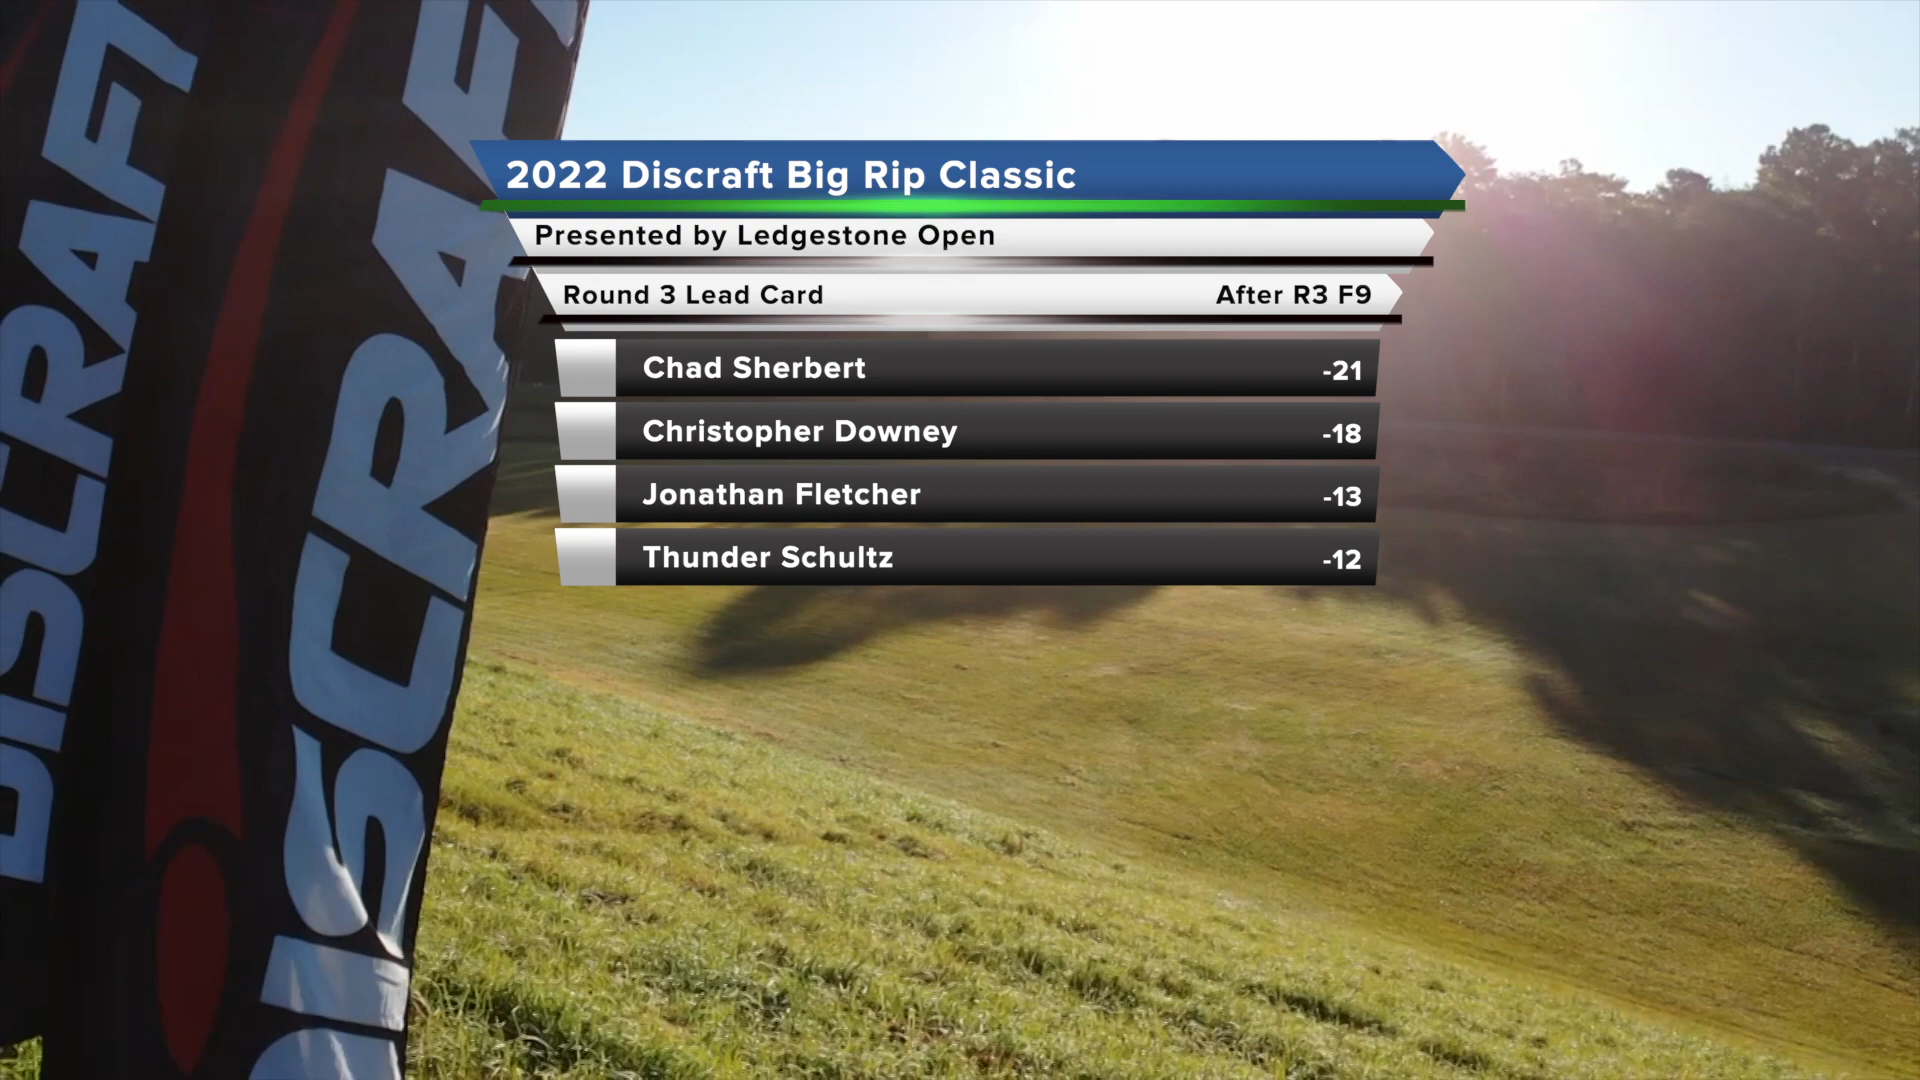 DISCRAFT
DISCRAFT
2022 Discraft Big Rip Classic
Presented by Ledgestone Open
Round 3 Lead Card After R3 F9
Chad Sherbert -21
Christopher Downey -18
Jonathan Fletcher -13
Thunder Schultz -12